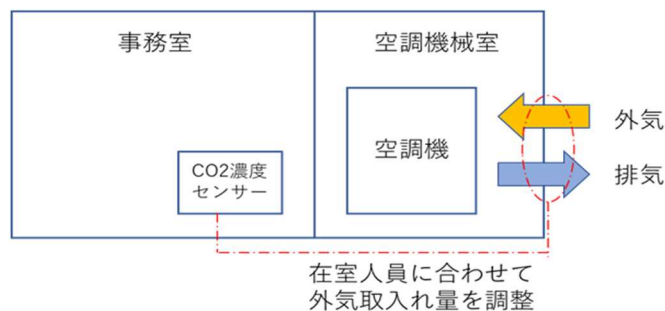 事務室
空調機械室
空調機
CO2濃度
センサー
外気
排気
在室人員に合わせて
外気取入れ量を調整